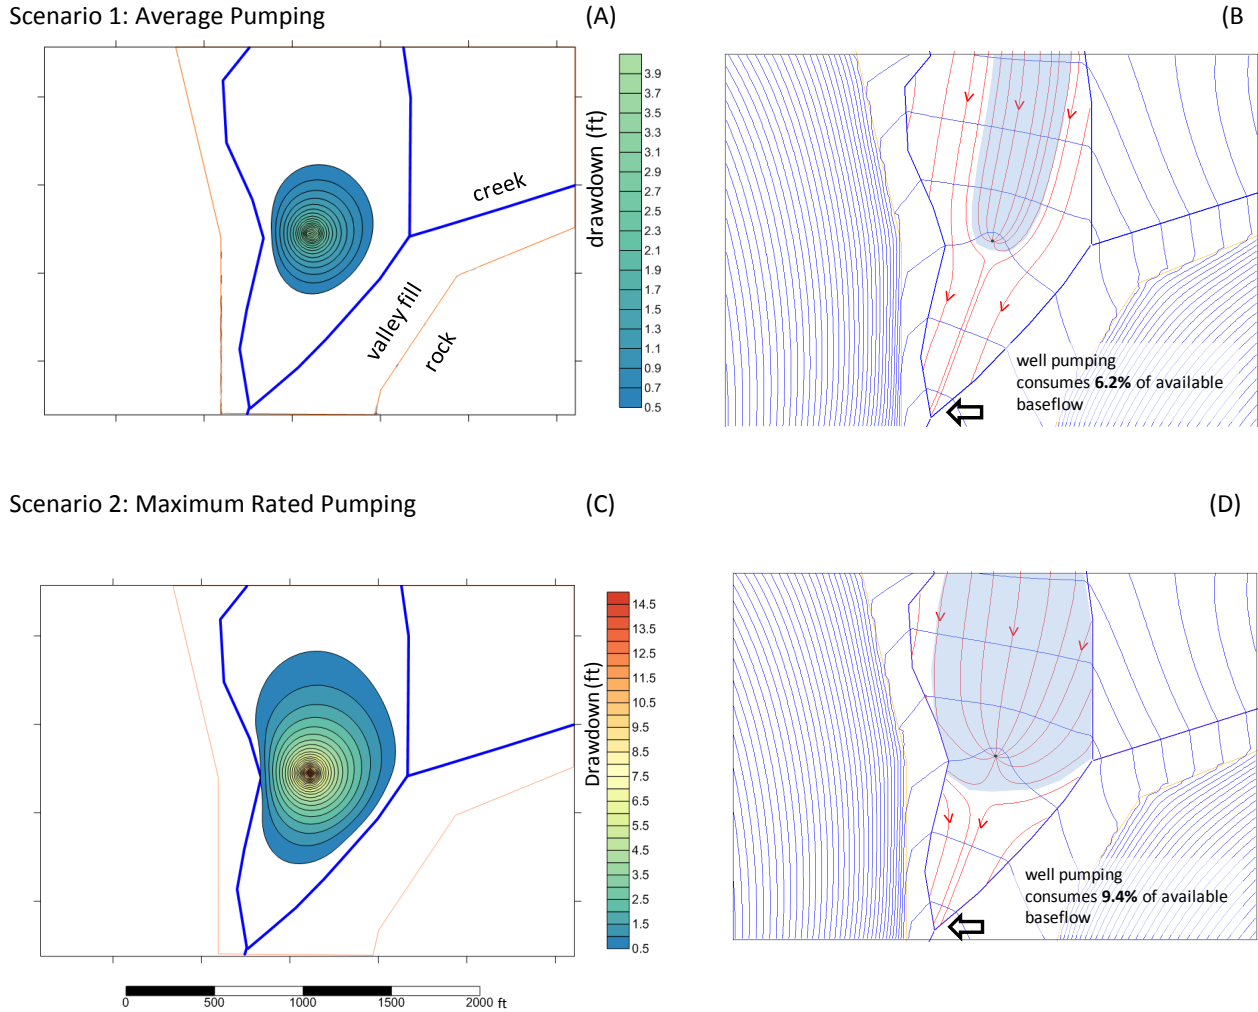 Scenario 1: Average Pumping
(A)
(B
drawdown (ft)
3.9
3.7
3.5
3.3
3.1
2.9
2.7
2.5
2.3
2.1
1.9
1.7
1.5
1.3
1.1
0.9
0.7
0.5
creek
valley fill
rock
well pumping
consumes 6.2% of available
baseflow
Scenario 2: Maximum Rated Pumping
(C)
(D)
Drawdown (ft)
14.5
13.5
12.5
11.5
10.5
9.5
8.5
7.5
6.5
5.5
4.5
3.5
2.5
1.5
0.5
well pumping
consumes 9.4% of available
baseflow
0 500 1000 1500 2000 ft